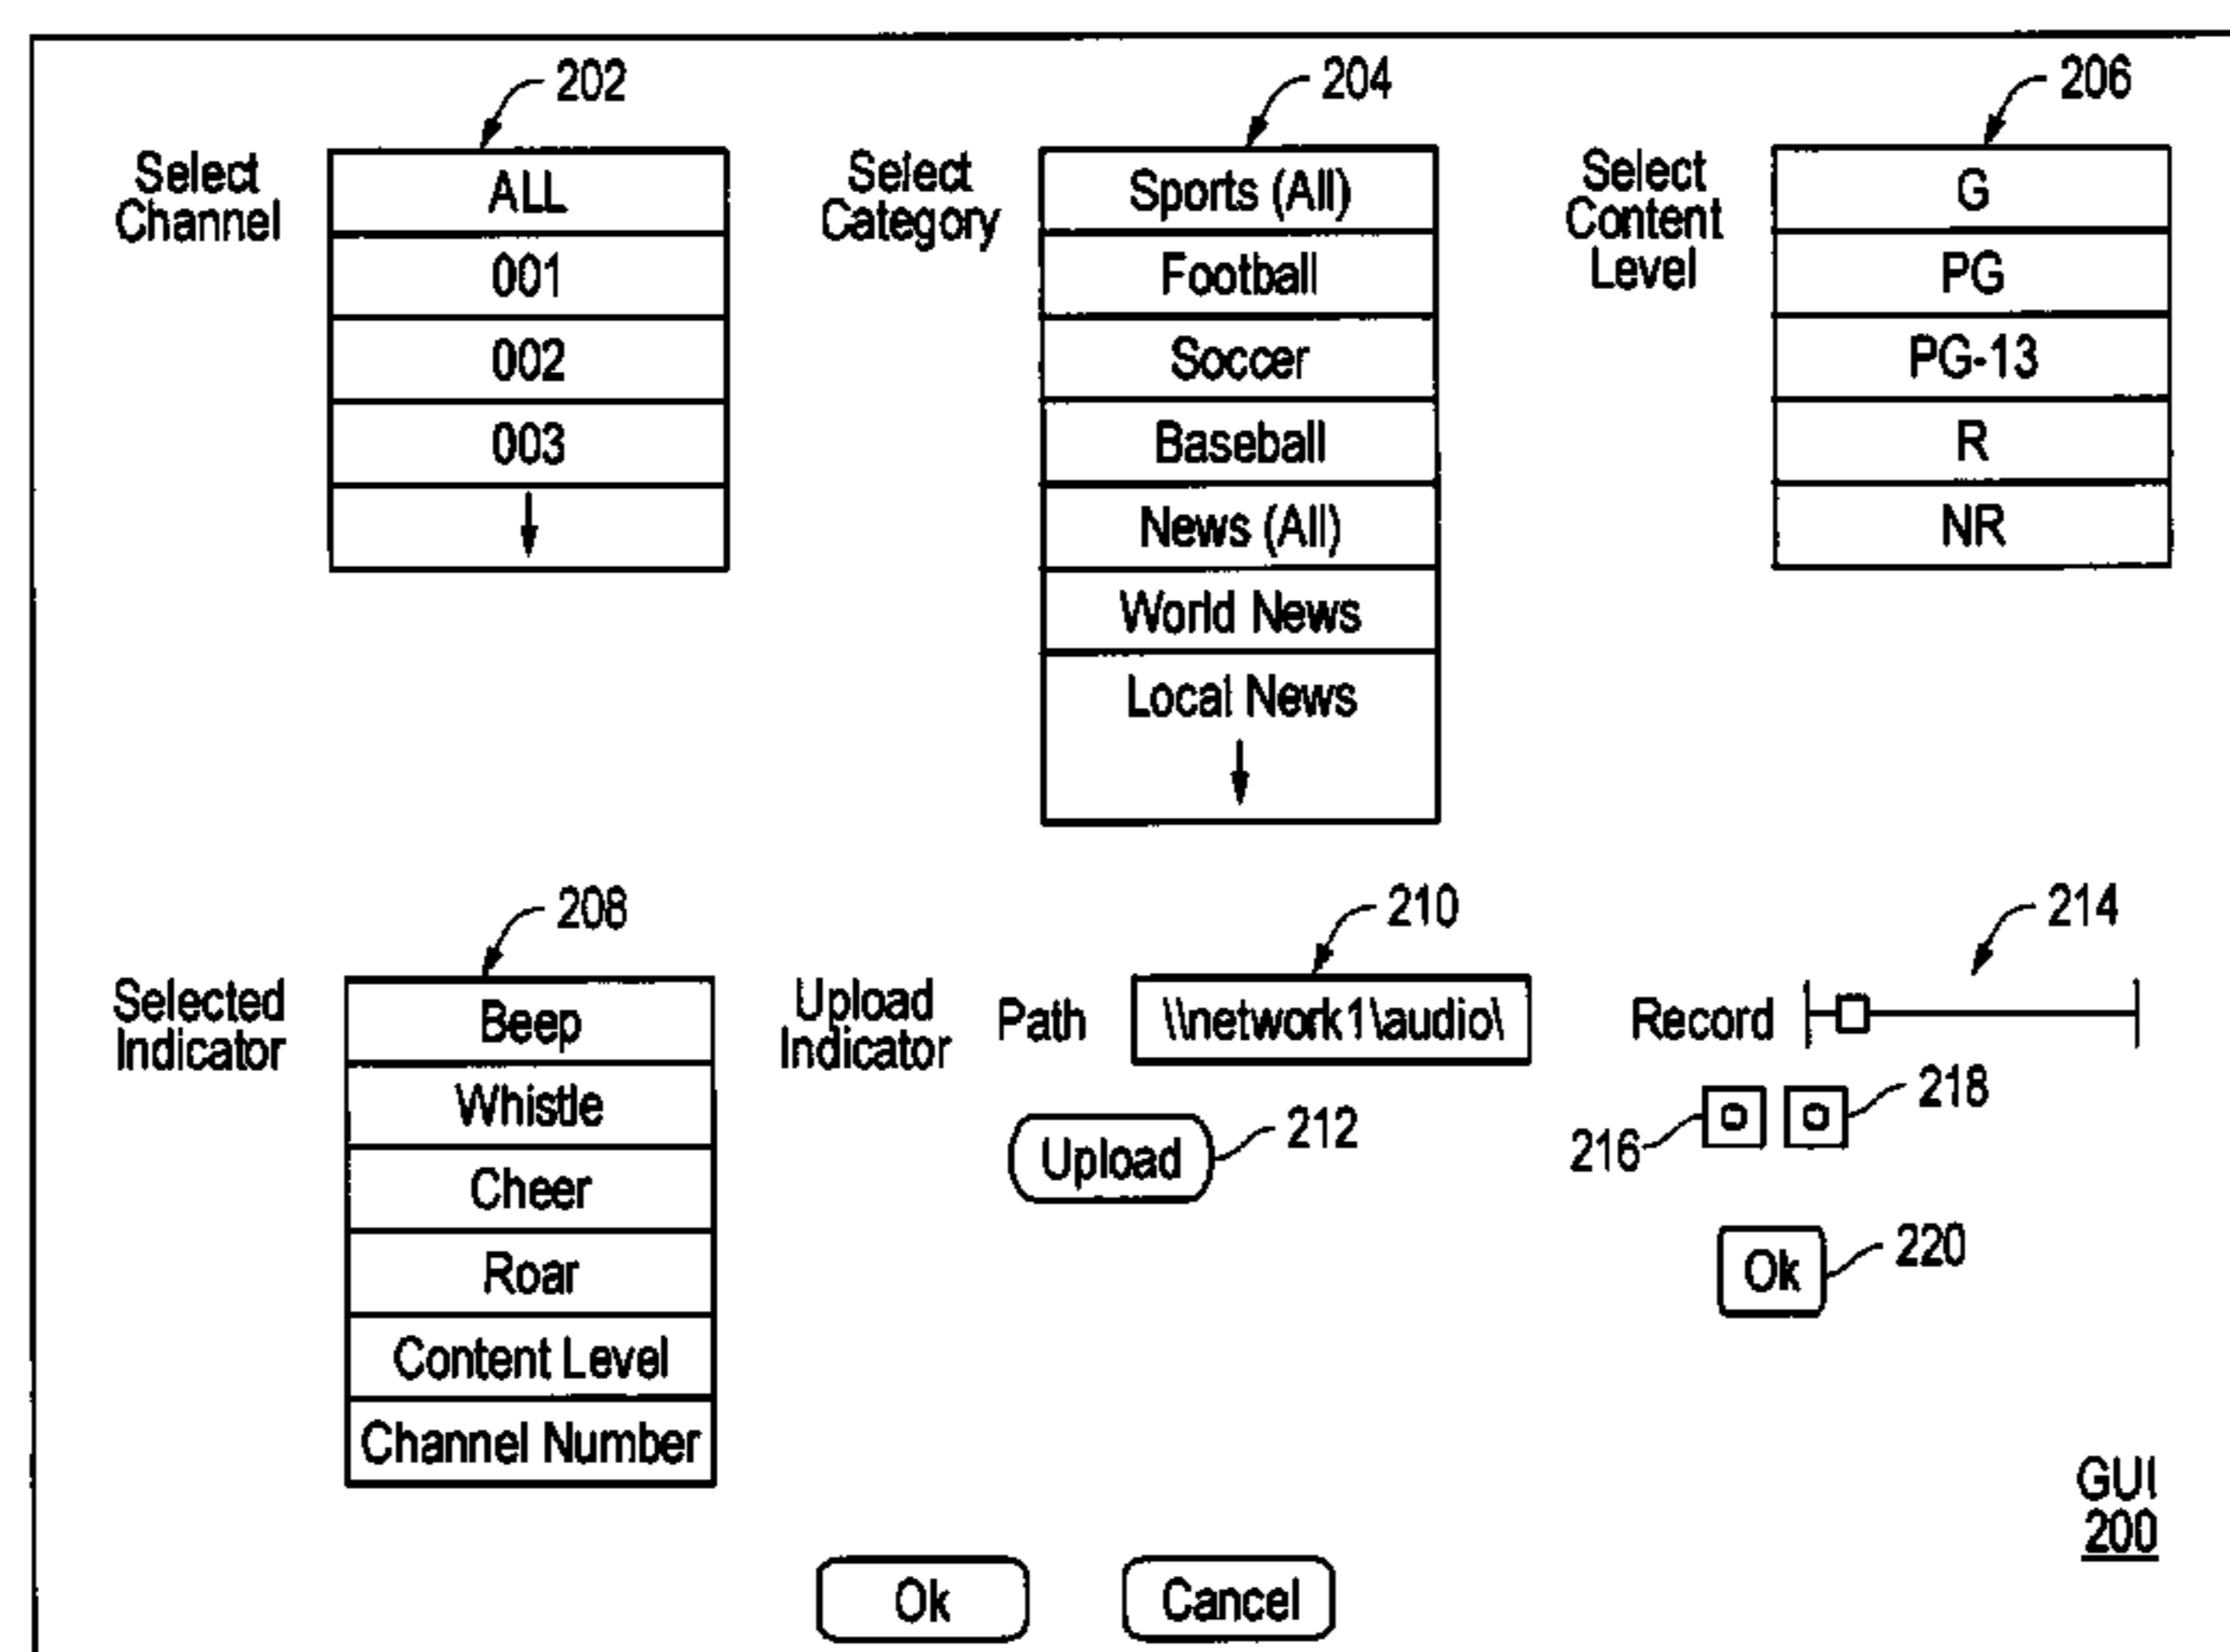 202
Select
Channel
ALL
001
002
003
204
Select
Category
Sports (All)
Football
Soccer
Baseball
News (All)
World News
Local News
206
Select
Content
Level
G
PG
PG-13
R
NR
208
Selected
Indicator
Beep
Whistle
Cheer
Roar
Content Level
Channel Number
210
Upload
Indicator
Path
\\network1\audio\
Upload
212
214
Record
216
218
Ok
220
GUI
200
Ok
Cancel